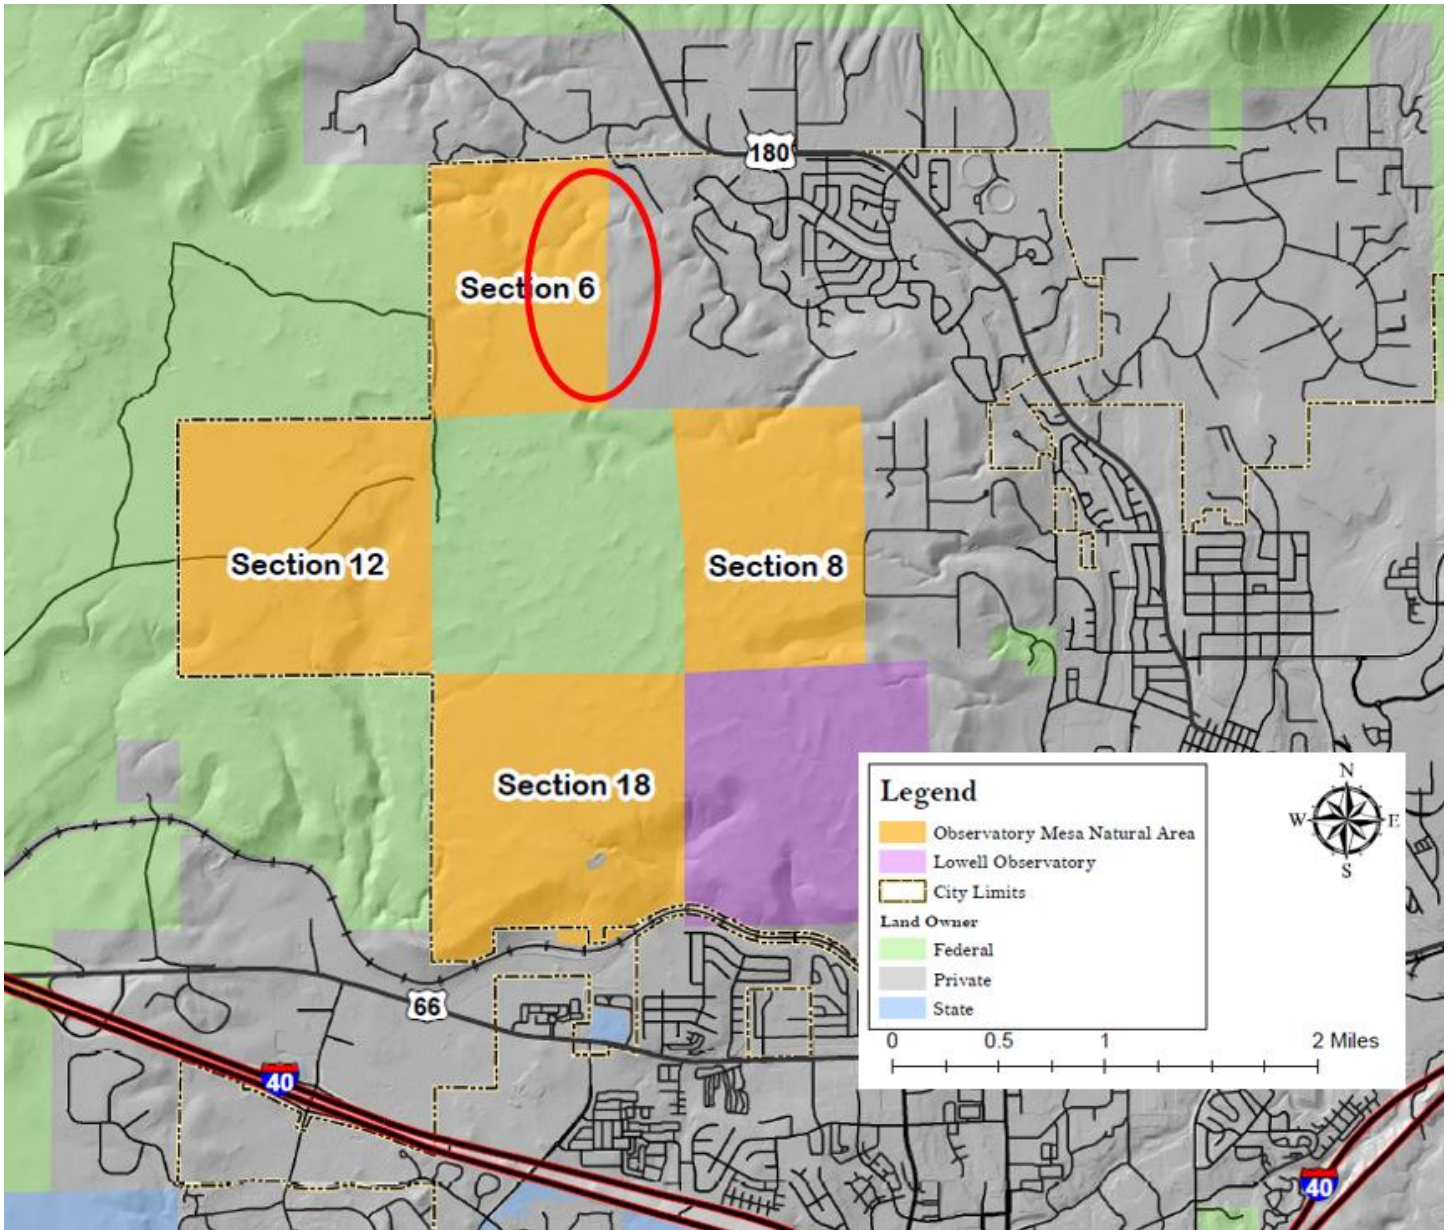 180
Section 6
Section 12
Section 8
Section 18
66
40
40
Legend
Observatory Mesa Natural Area
Lowell Observatory
City Limits
Land Owner
Federal
Private
State
N
W
E
S
0 0.5 1 2 Miles